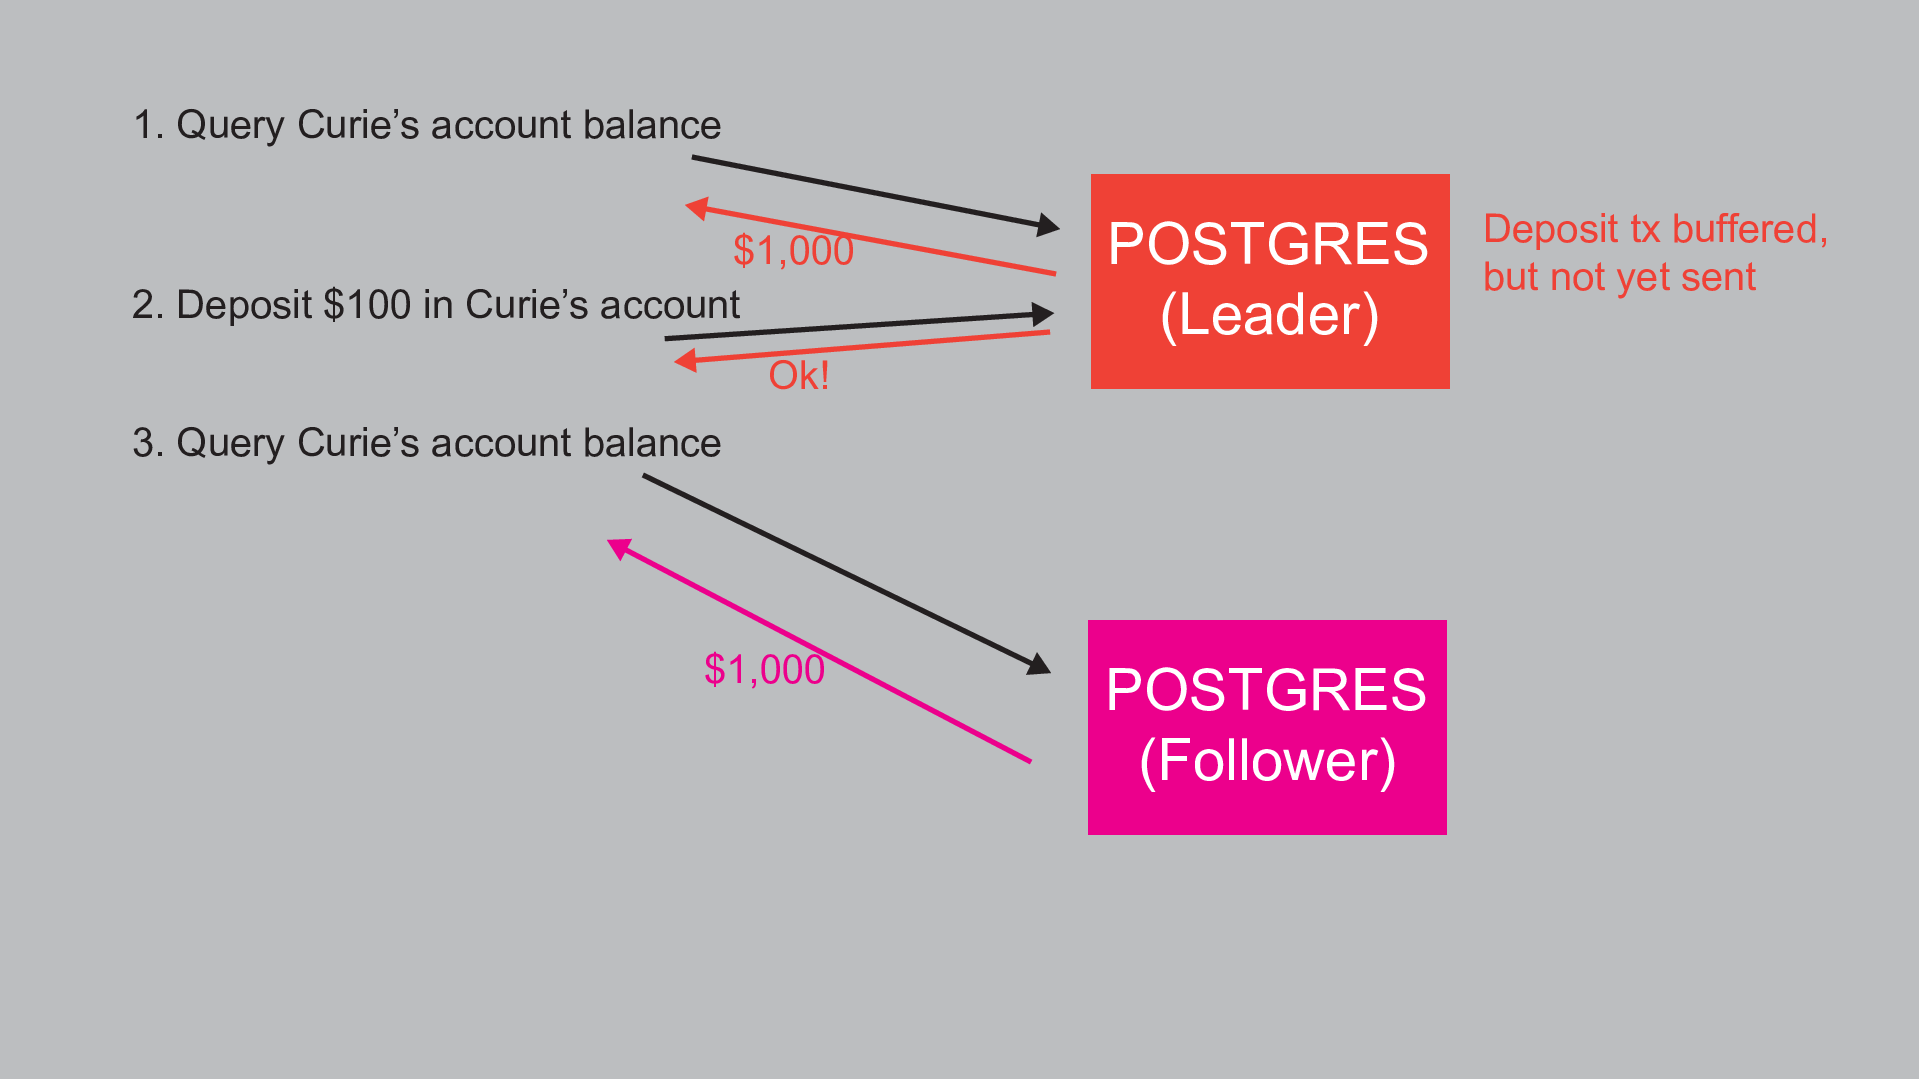 1. Query Curie’s account balance
$1,000
2. Deposit $100 in Curie’s account
Ok!
3. Query Curie’s account balance
$1,000
POSTGRES
(Leader)
Deposit tx buffered,
but not yet sent
POSTGRES
(Follower)